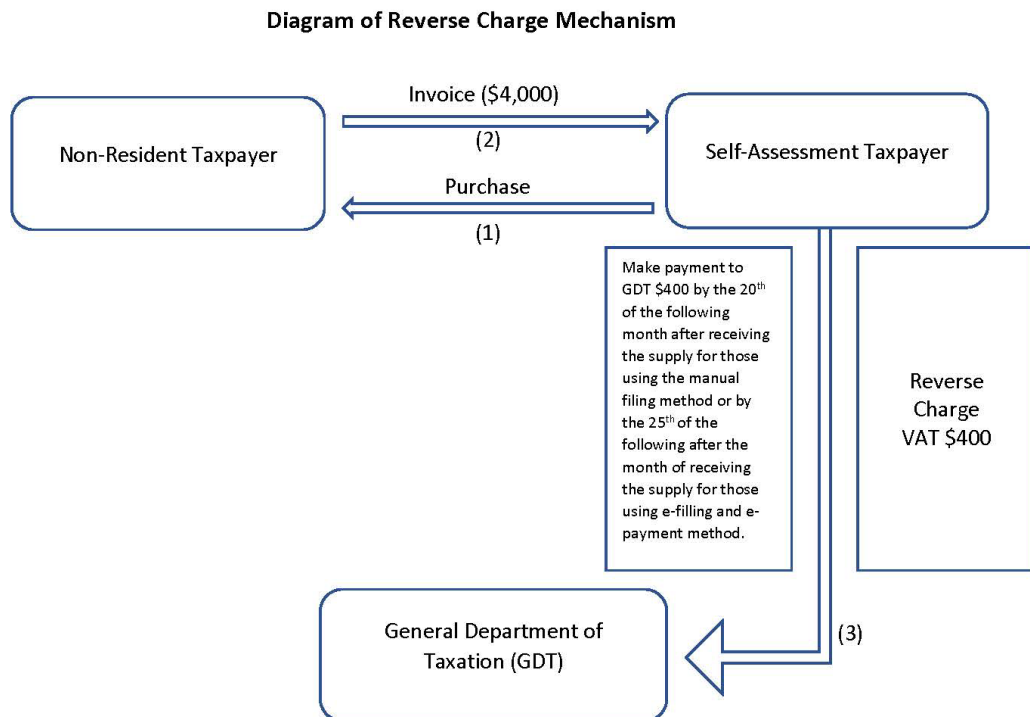 Diagram of Reverse Charge Mechanism
Invoice ($4,000)
(2)
Non-Resident Taxpayer
Self-Assessment Taxpayer
Purchase
(1)
Make payment to
GDT $400 by the 20th
of the following
month after receiving
the supply for those
using the manual
filing method or by
the 25th of the
following after the
month of receiving
the supply for those
using e-filling and e-
payment method.
Reverse
Charge
VAT $400
(3)
General Department of
Taxation (GDT)